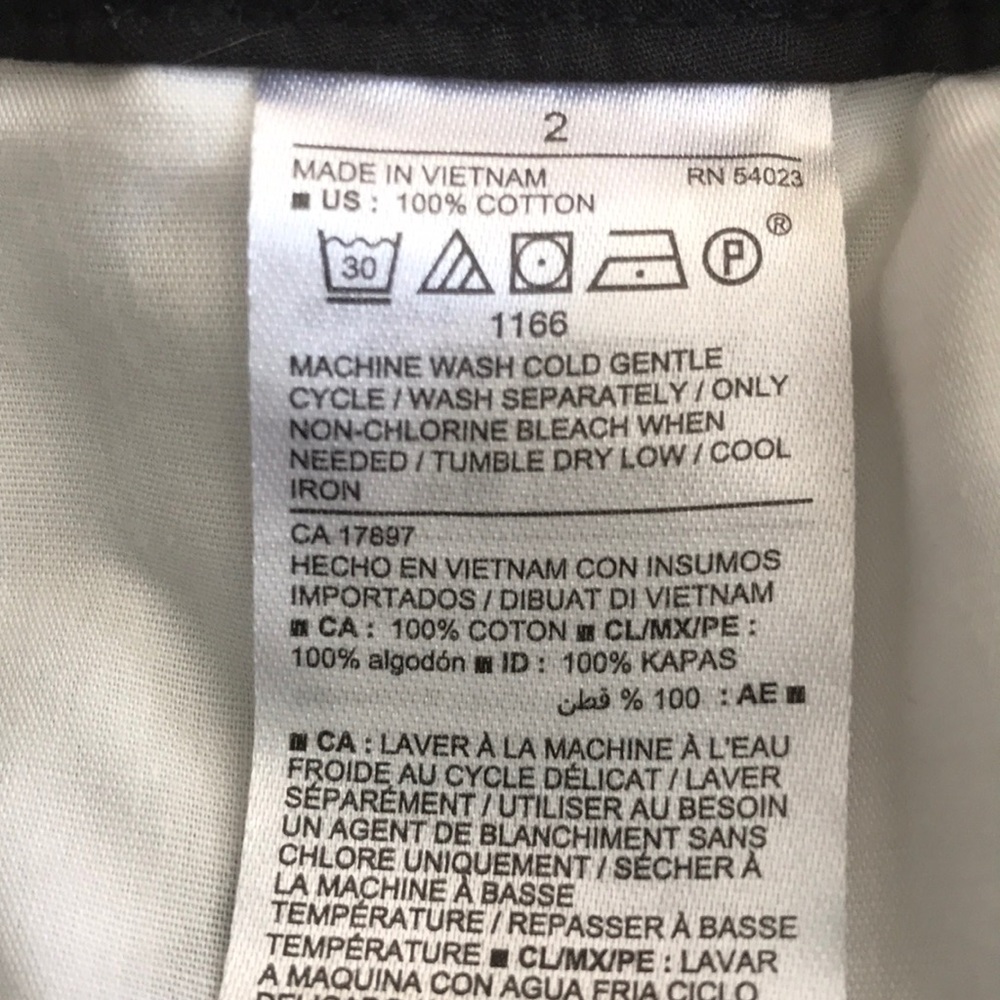 2
MADE IN VIETNAM RN 54023
US : 100% COTTON
30 P ®
1166
MACHINE WASH COLD GENTLE
CYCLE / WASH SEPARATELY / ONLY
NON-CHLORINE BLEACH WHEN
NEEDED / TUMBLE DRY LOW / COOL
IRON
CA 17897
HECHO EN VIETNAM CON INSUMOS
IMPORTADOS / DIBUAT DI VIETNAM
CA : 100% COTON CL/MX/PE :
100% algodón ID : 100% KAPAS
AE : 100 % قطن
CA : LAVER À LA MACHINE À L'EAU
FROIDE AU CYCLE DÉLICAT / LAVER
SÉPARÉMENT / UTILISER AU BESOIN
UN AGENT DE BLANCHIMENT SANS
CHLORE UNIQUEMENT / SÉCHER À
LA MACHINE À BASSE
TEMPÉRATURE / REPASSER À BASSE
TEMPÉRATURE CL/MX/PE : LAVAR
A MAQUINA CON AGUA FRIA CICLO